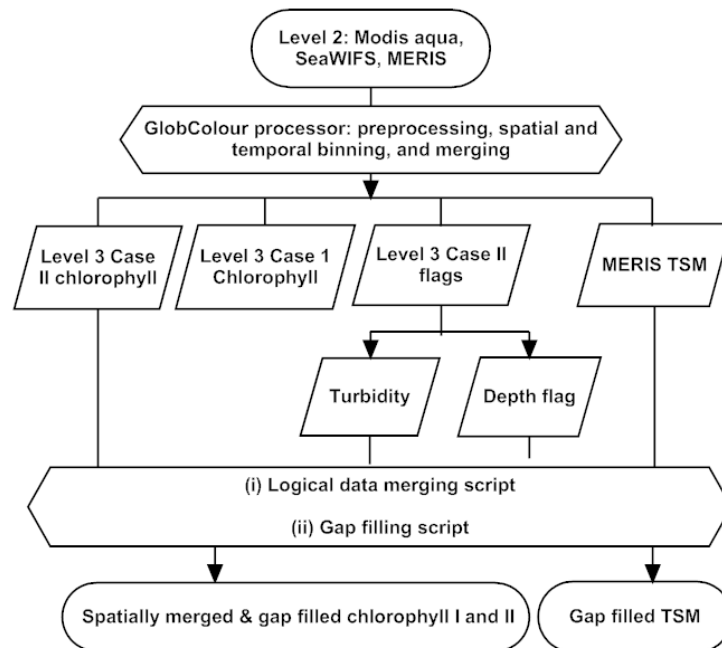 Level 2: Modis aqua,
SeaWIFS, MERIS
GlobColour processor: preprocessing, spatial and
temporal binning, and merging
Level 3 Case
II chlorophyll
Level 3 Case 1
Chlorophyll
Level 3 Case II
flags
MERIS TSM
Turbidity
Depth flag
(i) Logical data merging script
(ii) Gap filling script
Spatially merged & gap filled chlorophyll I and II
Gap filled TSM